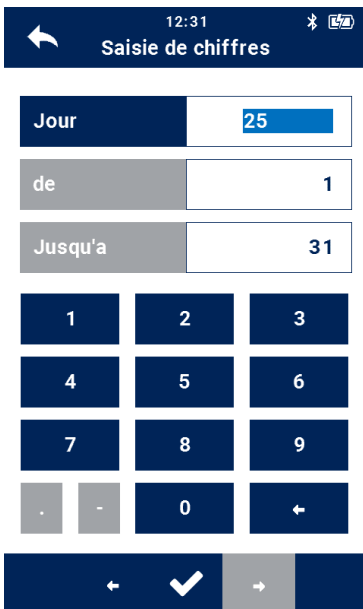 12:31
Saisie de chiffres
Jour 25
de 1
Jusqu'a 31
1 2 3
4 5 6
7 8 9
. - 0